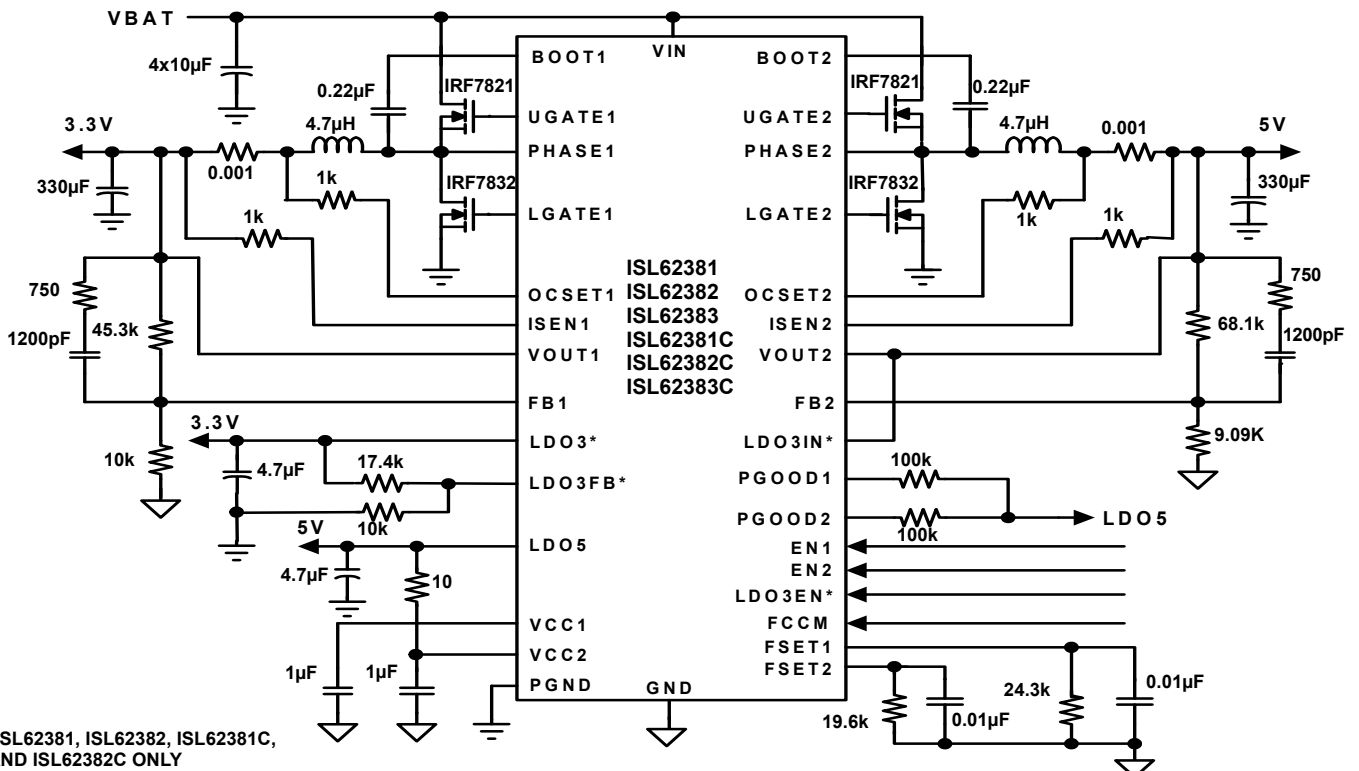 VBAT
4x10µF
0.22µF
IRF7821
BOOT1
VIN
BOOT2
IRF7821
0.22µF
UGATE1
UGATE2
3.3V
4.7µH
4.7µH
0.001
5V
0.001
PHASE1
PHASE2
330µF
1k
IRF7832
IRF7832
330µF
1k
LGATE1
LGATE2
1k
1k
ISL62381
ISL62382
ISL62383
ISL62381C
ISL62382C
ISL62383C
OCSET1
OCSET2
750
750
ISEN1
ISEN2
1200pF
45.3k
68.1k
1200pF
VOUT1
VOUT2
FB1
FB2
3.3V
9.09K
LDO3*
LDO3IN*
10k
4.7µF
17.4k
100k
LDO3FB*
PGOOD1
10k
PGOOD2
100k
LDO5
5V
LDO5
EN1
4.7µF
10
EN2
LDO3EN*
VCC1
FCCM
VCC2
FSET1
FSET2
1µF
1µF
PGND
GND
24.3k
0.01µF
19.6k
0.01µF
SL62381, ISL62382, ISL62381C,
ND ISL62382C ONLY